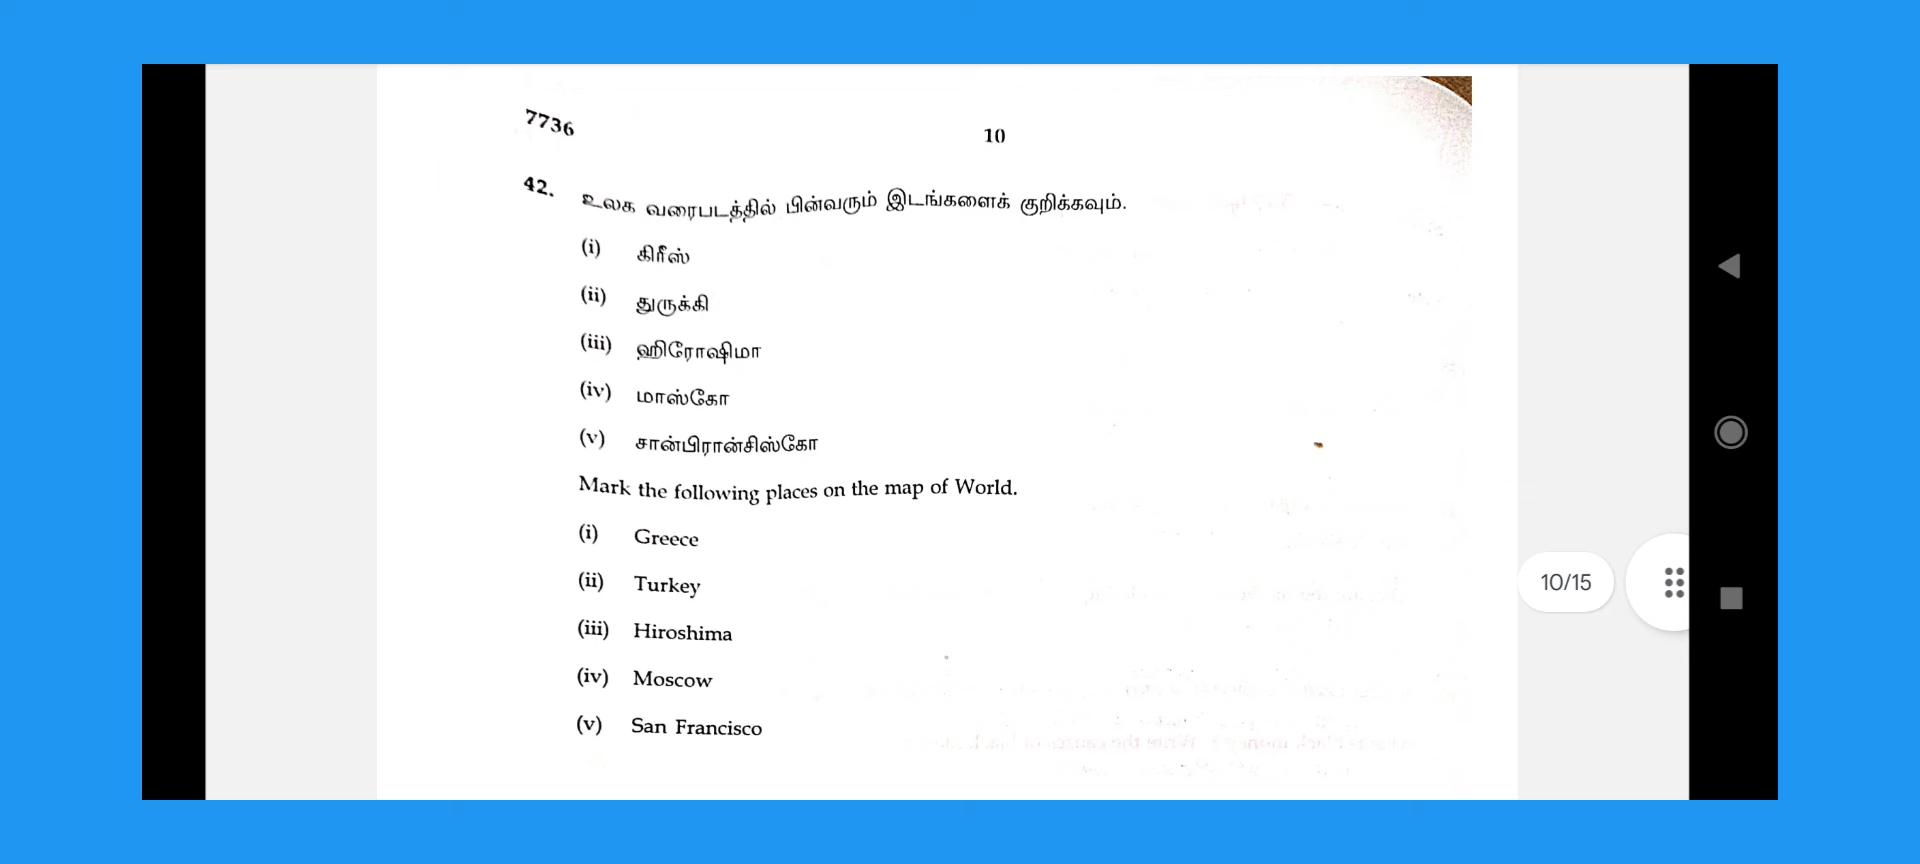 7736
10
42. உலக வரைபடத்தில் பின்வரும் இடங்களைக் குறிக்கவும்.
(i) கிரீஸ்
(ii) துருக்கி
(iii) ஹிரோஷிமா
(iv) மாஸ்கோ
(v) சான்பிரான்சிஸ்கோ
Mark the following places on the map of World.
(i) Greece
(ii) Turkey
(iii) Hiroshima
(iv) Moscow
(v) San Francisco
10/15